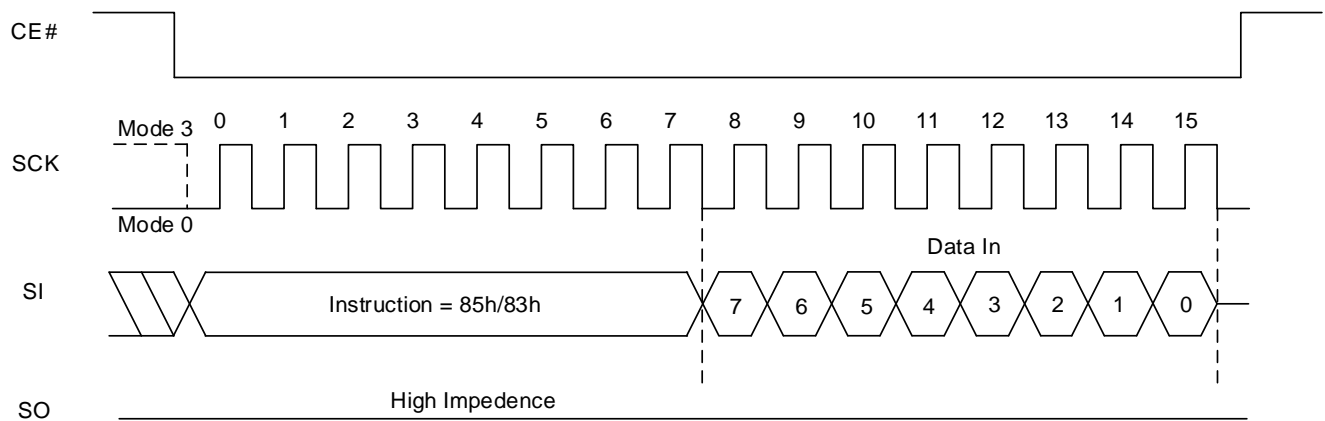 CE#
Mode 3 0 1 2 3 4 5 6 7 8 9 10 11 12 13 14 15
SCK
Mode 0
Data In
SI
Instruction = 85h/83h 7 6 5 4 3 2 1 0
High Impedence
SO